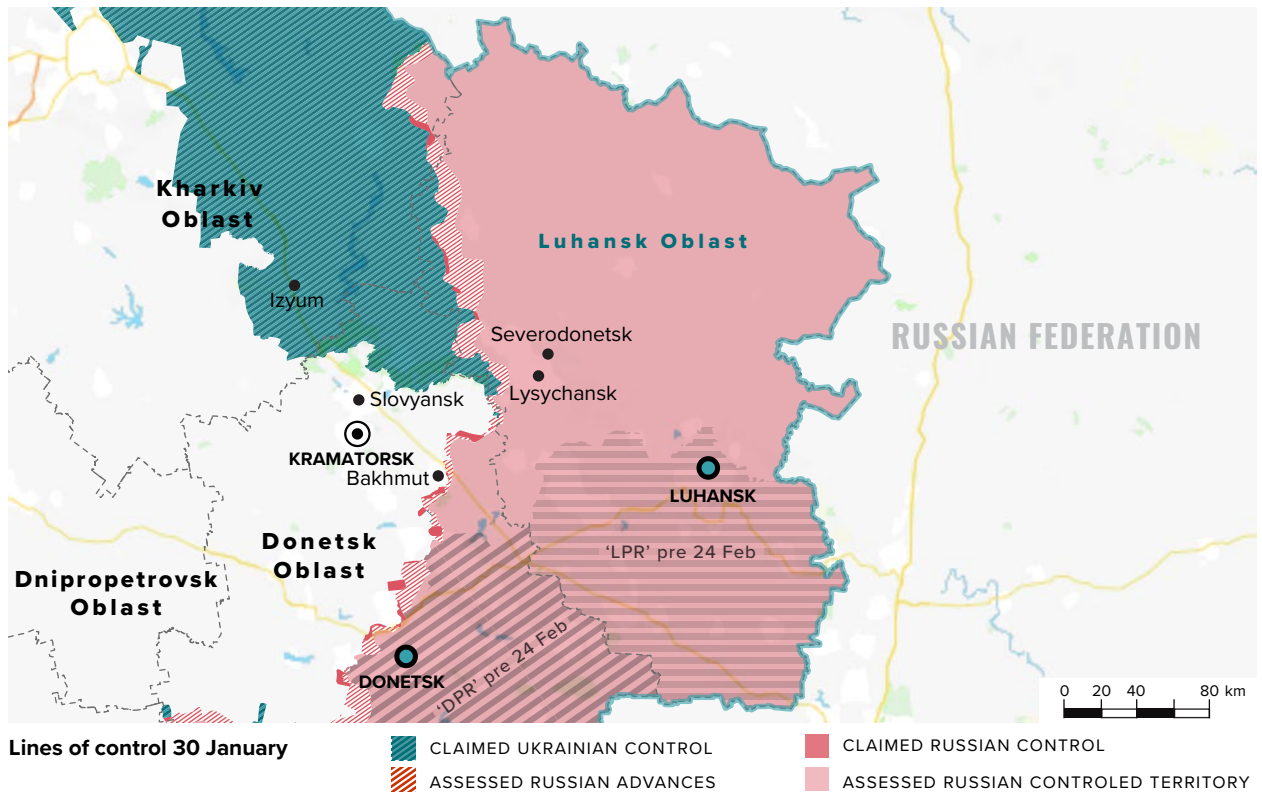 Kharkiv
Oblast
Luhansk Oblast
Izyum
RUSSIAN FEDERATION
Severodonetsk
Lysychansk
Slovyansk
KRAMATORSK
Bakhmut
LUHANSK
Donetsk
Oblast
'LPR' pre 24 Feb
Dnipropetrovsk
Oblast
'DPR' pre 24 Feb
DONETSK
0 20 40 80 km
Lines of control 30 January
CLAIMED UKRAINIAN CONTROL
ASSESSED RUSSIAN ADVANCES
CLAIMED RUSSIAN CONTROL
ASSESSED RUSSIAN CONTROLED TERRITORY